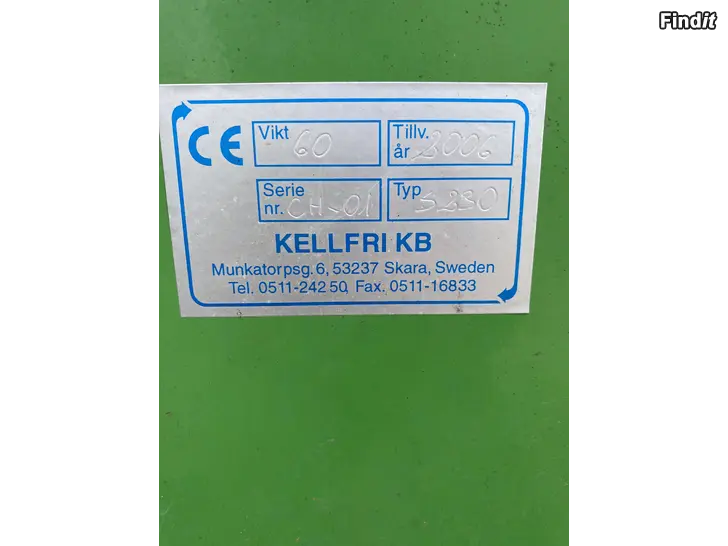 Findit
CE
Vikt 60
Tillv. år 2006
Serie nr. CH-01
Typ S230
KELLFRI KB
Munkatorpsg. 6, 53237 Skara, Sweden
Tel. 0511-242 50, Fax. 0511-16833